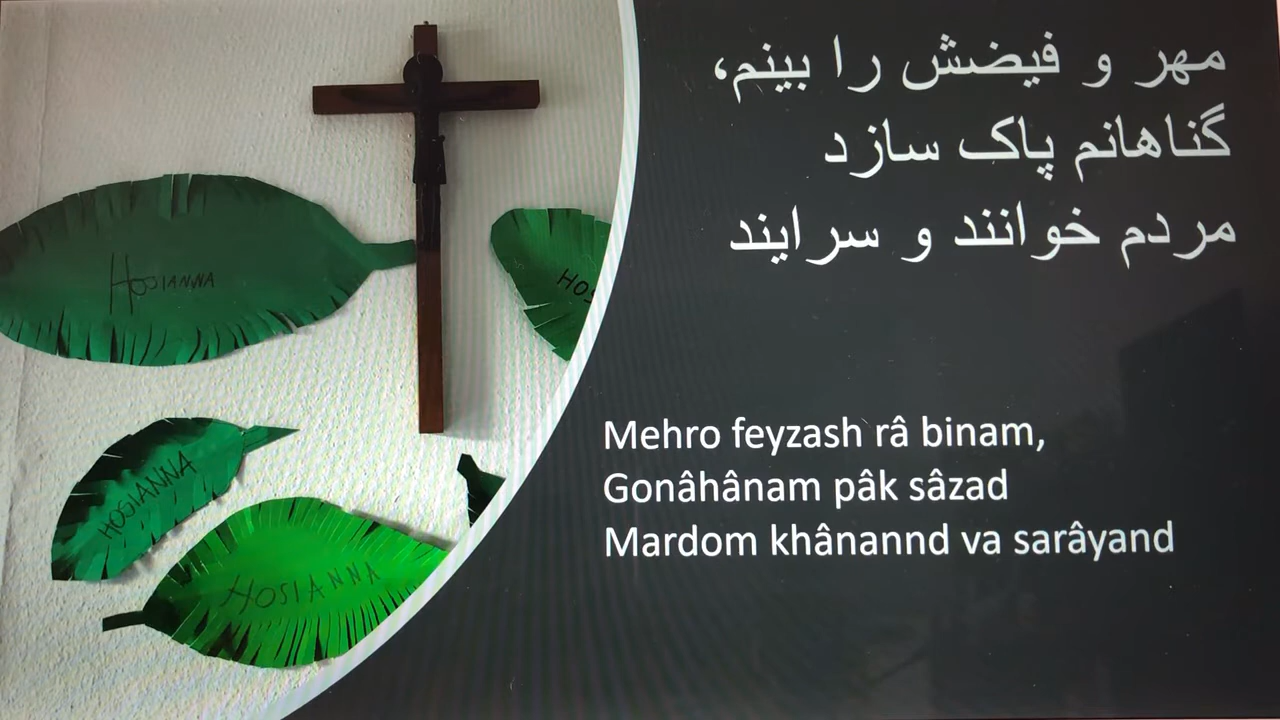 مهر و فیضش را بینم،
گناهانم پاک سازد
مردم خوانند و سرایند
Mehro feyzash râ binam,
Gonâhânam pâk sâzad
Mardom khânannd va sarâyand
HOSIANNA
HOS
HOSIANNA
HOSIANNA